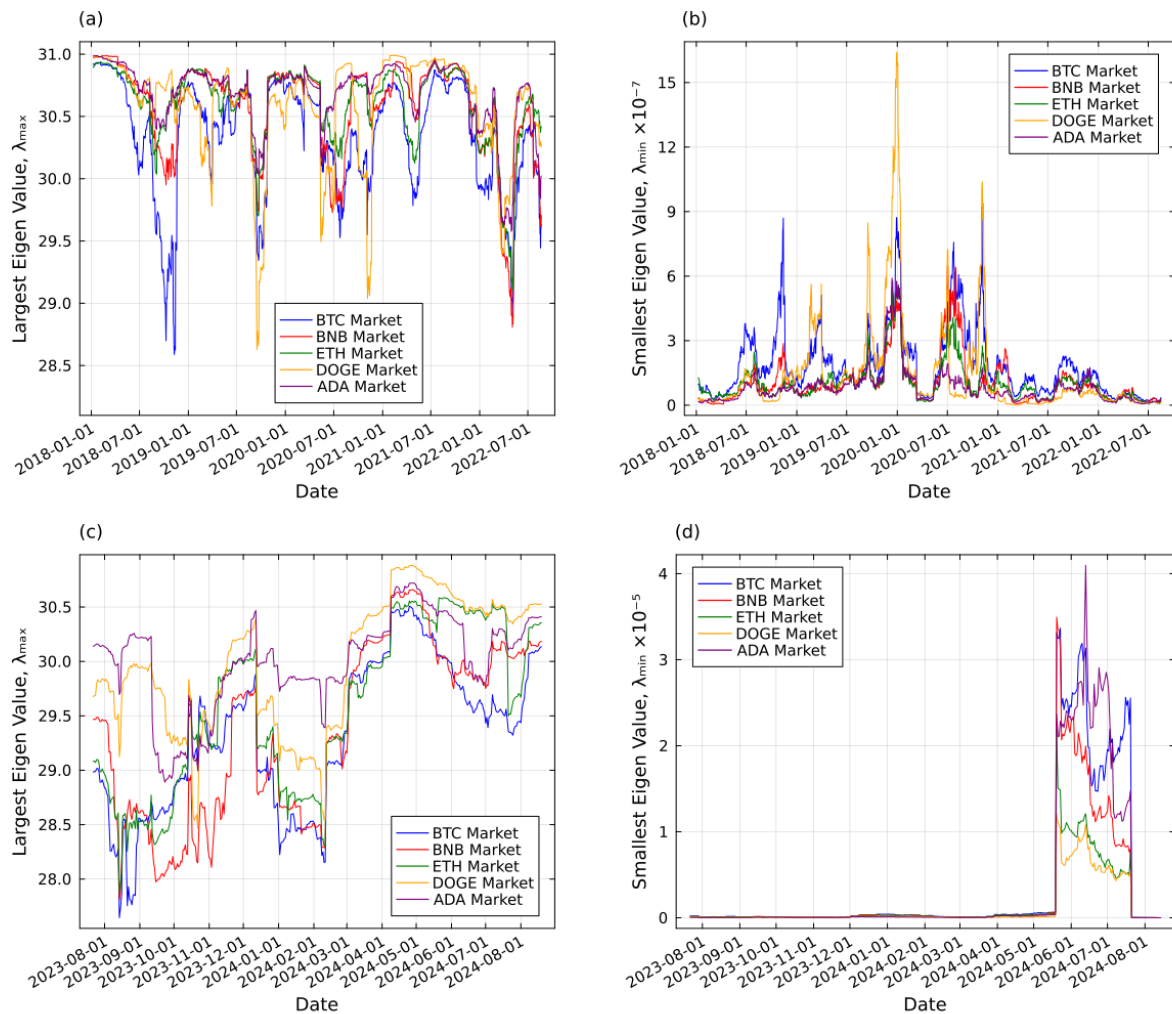 (a)
Largest Eigen Value, λmax
31.0
30.5
30.0
29.5
29.0
28.5
BTC Market
BNB Market
ETH Market
DOGE Market
ADA Market
2018-01-01
2018-07-01
2019-01-01
2019-07-01
2020-01-01
2020-07-01
2021-01-01
2021-07-01
2022-01-01
2022-07-01
Date
(b)
Smallest Eigen Value, λmin ×10⁻⁷
15
12
9
6
3
0
BTC Market
BNB Market
ETH Market
DOGE Market
ADA Market
2018-01-01
2018-07-01
2019-01-01
2019-07-01
2020-01-01
2020-07-01
2021-01-01
2021-07-01
2022-01-01
2022-07-01
Date
(c)
Largest Eigen Value, λmax
30.5
30.0
29.5
29.0
28.5
28.0
BTC Market
BNB Market
ETH Market
DOGE Market
ADA Market
2023-08-01
2023-09-01
2023-10-01
2023-11-01
2023-12-01
2024-01-01
2024-02-01
2024-03-01
2024-04-01
2024-05-01
2024-06-01
2024-07-01
2024-08-01
Date
(d)
Smallest Eigen Value, λmin ×10⁻⁵
4
3
2
1
0
BTC Market
BNB Market
ETH Market
DOGE Market
ADA Market
2023-08-01
2023-09-01
2023-10-01
2023-11-01
2023-12-01
2024-01-01
2024-02-01
2024-03-01
2024-04-01
2024-05-01
2024-06-01
2024-07-01
2024-08-01
Date